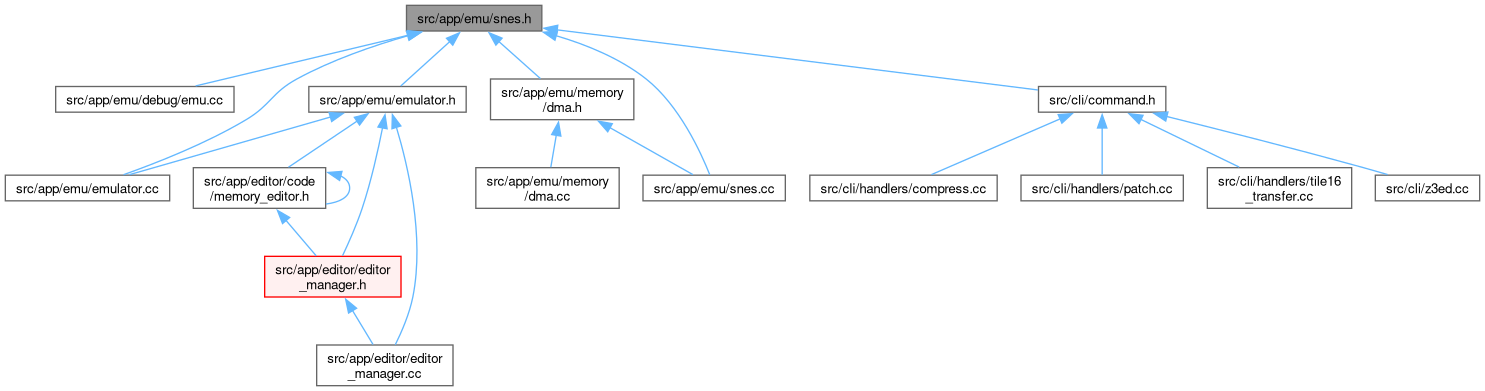 src/app/emu/snes.h
src/app/emu/debug/emu.cc
src/app/emu/emulator.h
src/app/emu/memory
/dma.h
src/cli/command.h
src/app/emu/emulator.cc
src/app/editor/code
/memory_editor.h
src/app/emu/memory
/dma.cc
src/app/emu/snes.cc
src/cli/handlers/compress.cc
src/cli/handlers/patch.cc
src/cli/handlers/tile16
_transfer.cc
src/cli/z3ed.cc
src/app/editor/editor
_manager.h
src/app/editor/editor
_manager.cc